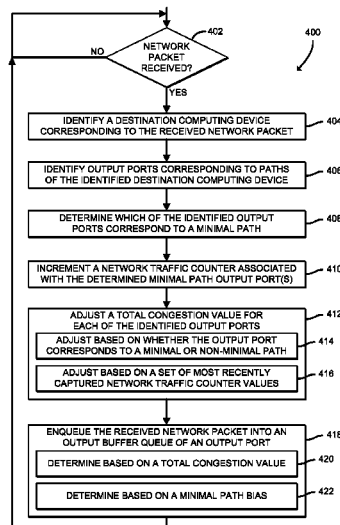 402
400
NO
NETWORK
PACKET
RECEIVED?
YES
IDENTIFY A DESTINATION COMPUTING DEVICE
CORRESPONDING TO THE RECEIVED NETWORK PACKET
404
IDENTIFY OUTPUT PORTS CORRESPONDING TO PATHS
OF THE IDENTIFIED DESTINATION COMPUTING DEVICE
406
DETERMINE WHICH OF THE IDENTIFIED OUTPUT
PORTS CORRESPOND TO A MINIMAL PATH
408
INCREMENT A NETWORK TRAFFIC COUNTER ASSOCIATED
WITH THE DETERMINED MINIMAL PATH OUTPUT PORT(S)
410
ADJUST A TOTAL CONGESTION VALUE FOR
EACH OF THE IDENTIFIED OUTPUT PORTS
412
ADJUST BASED ON WHETHER THE OUTPUT PORT
CORRESPONDS TO A MINIMAL OR NON-MINIMAL PATH
414
ADJUST BASED ON A SET OF MOST RECENTLY
CAPTURED NETWORK TRAFFIC COUNTER VALUES
416
ENQUEUE THE RECEIVED NETWORK PACKET INTO AN
OUTPUT BUFFER QUEUE OF AN OUTPUT PORT
418
DETERMINE BASED ON A TOTAL CONGESTION VALUE
420
DETERMINE BASED ON A MINIMAL PATH BIAS
422